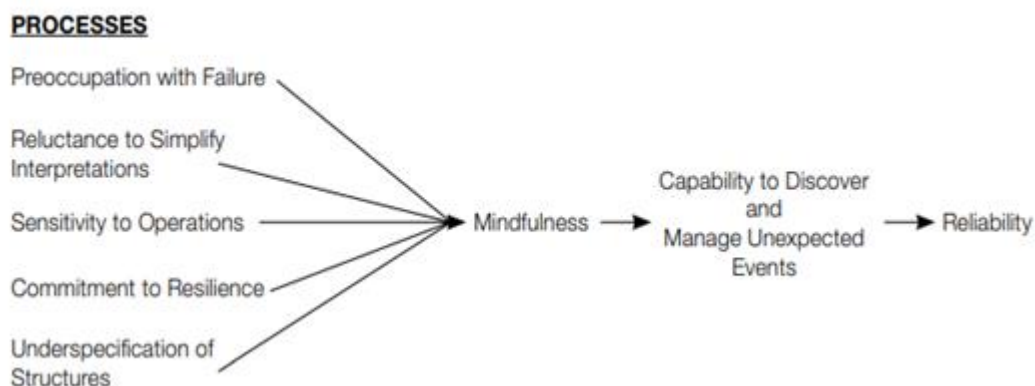 PROCESSES
Preoccupation with Failure
Reluctance to Simplify
Interpretations
Sensitivity to Operations
Commitment to Resilience
Underspecification of
Structures
Mindfulness
Capability to Discover
and
Manage Unexpected
Events
Reliability